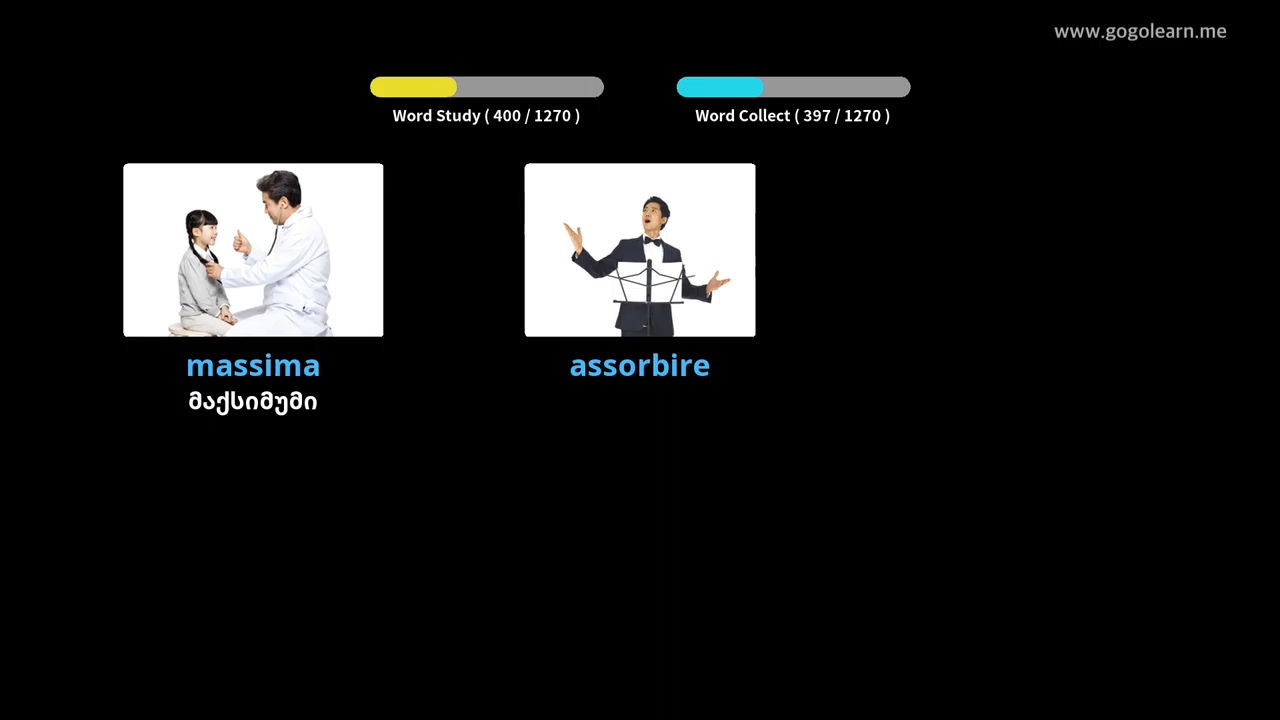 www.gogolearn.me
Word Study ( 400 / 1270 )
Word Collect ( 397 / 1270 )
massima
მაქსიმუმი
assorbire